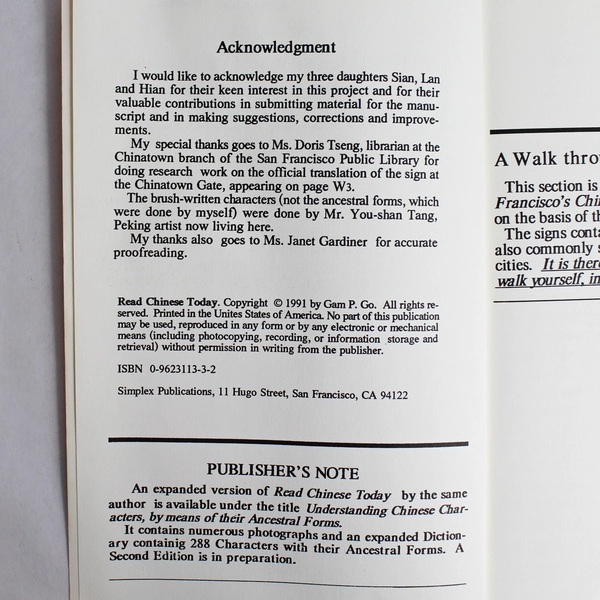 Acknowledgment
I would like to acknowledge my three daughters Sian, Lan
and Hian for their keen interest in this project and for their
valuable contributions in submitting material for the manu-
script and in making suggestions, corrections and improve-
ments.
My special thanks goes to Ms. Doris Tseng, librarian at the
Chinatown branch of the San Francisco Public Library for
doing research work on the official translation of the sign at
the Chinatown Gate, appearing on page W3.
The brush-written characters (not the ancestral forms, which
were done by myself) were done by Mr. You-shan Tang,
Peking artist now living here.
My thanks also goes to Ms. Janet Gardiner for accurate
proofreading.
Read Chinese Today. Copyright © 1991 by Gam P. Go. All rights re-
served. Printed in the Unites States of America. No part of this publication
may be used, reproduced in any form or by any electronic or mechanical
means (including photocopying, recording, or information storage and
retrieval) without permission in writing from the publisher.
ISBN 0-9623113-3-2
Simplex Publications, 11 Hugo Street, San Francisco, CA 94122
PUBLISHER'S NOTE
An expanded version of Read Chinese Today by the same
author is available under the title Understanding Chinese Char-
acters, by means of their Ancestral Forms.
It contains numerous photographs and an expanded Diction-
ary containig 288 Characters with their Ancestral Forms. A
Second Edition is in preparation.
A Walk thro
This section is
Francisco's Chi
on the basis of th
The signs conta
also commonly s
cities. It is there
walk yourself, in